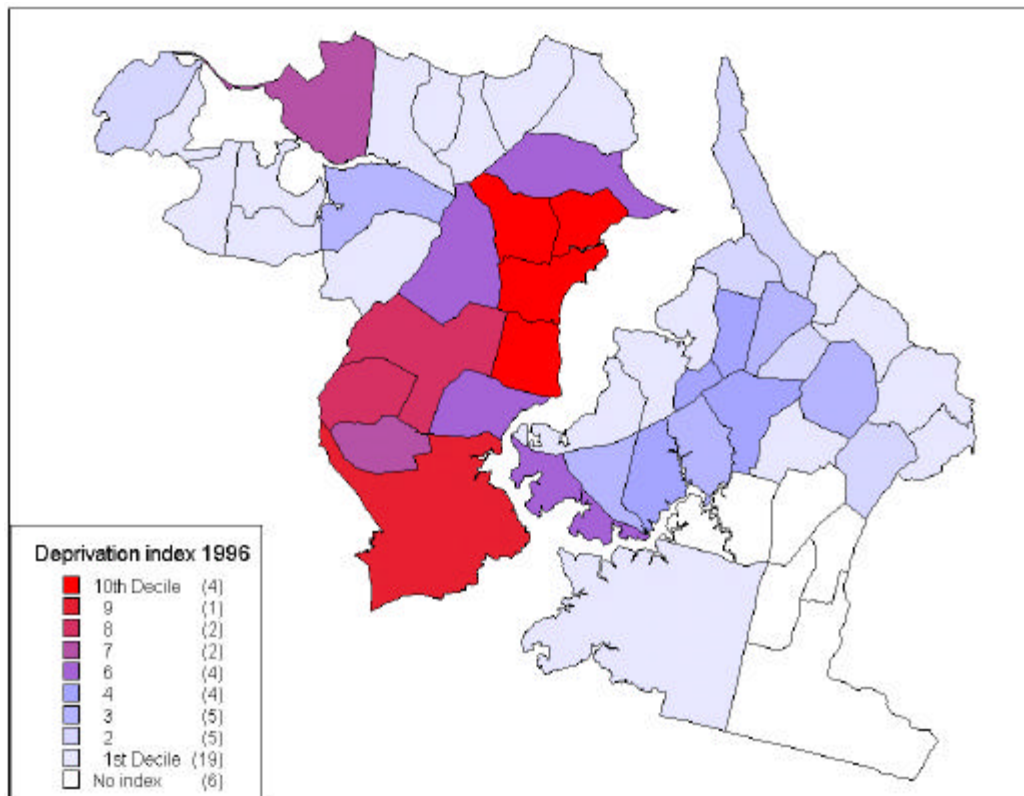 Deprivation index 1996
10th Decile (4)
9 (1)
8 (2)
7 (2)
6 (4)
4 (4)
3 (5)
2 (5)
1st Decile (19)
No index (6)